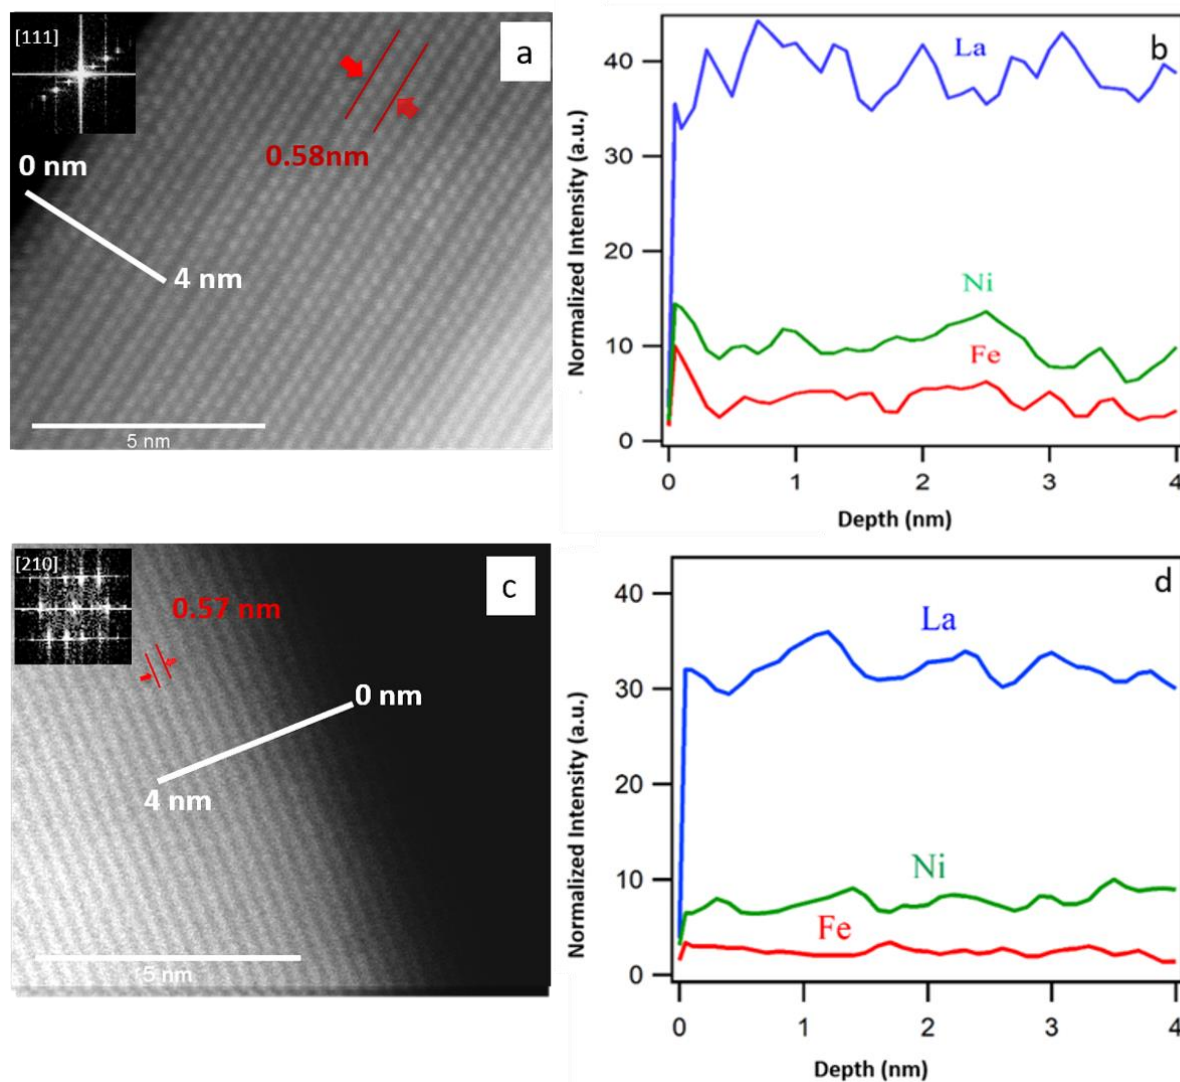 [111]
a
0 nm
0.58nm
4 nm
5 nm
b
La
Ni
Fe
40
30
20
10
0
0 1 2 3 4
Normalized Intensity (a.u.)
Depth (nm)
[210]
c
0.57 nm
0 nm
4 nm
5 nm
d
La
Ni
Fe
40
30
20
10
0
0 1 2 3 4
Normalized Intensity (a.u.)
Depth (nm)